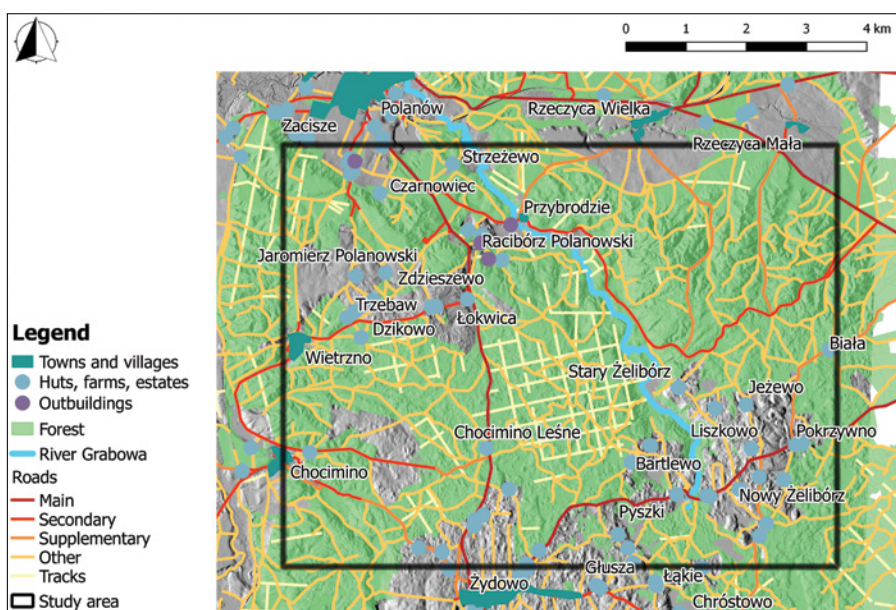 0 1 2 3 4 km
Polanów
Rzeczyca Wielka
Zacisze
Rzeczyca Mała
Strzeżewo
Czarnowiec
Przybrodzie
Racibórz Polanowski
Jaromierz Polanowski
Zdzieszewo
Trzebaw
Łokwica
Dzikowo
Wietrzno
Biała
Stary Żelibórz
Jeżewo
Liszkowo
Pokrzywno
Chocimino Leśne
Bartlewo
Chocimino
Nowy Żelibórz
Pyszki
Głusza
Łąkie
Żydowo
Chróstowo
Legend
Towns and villages
Huts, farms, estates
Outbuildings
Forest
River Grabowa
Roads
Main
Secondary
Supplementary
Other
Tracks
Study area